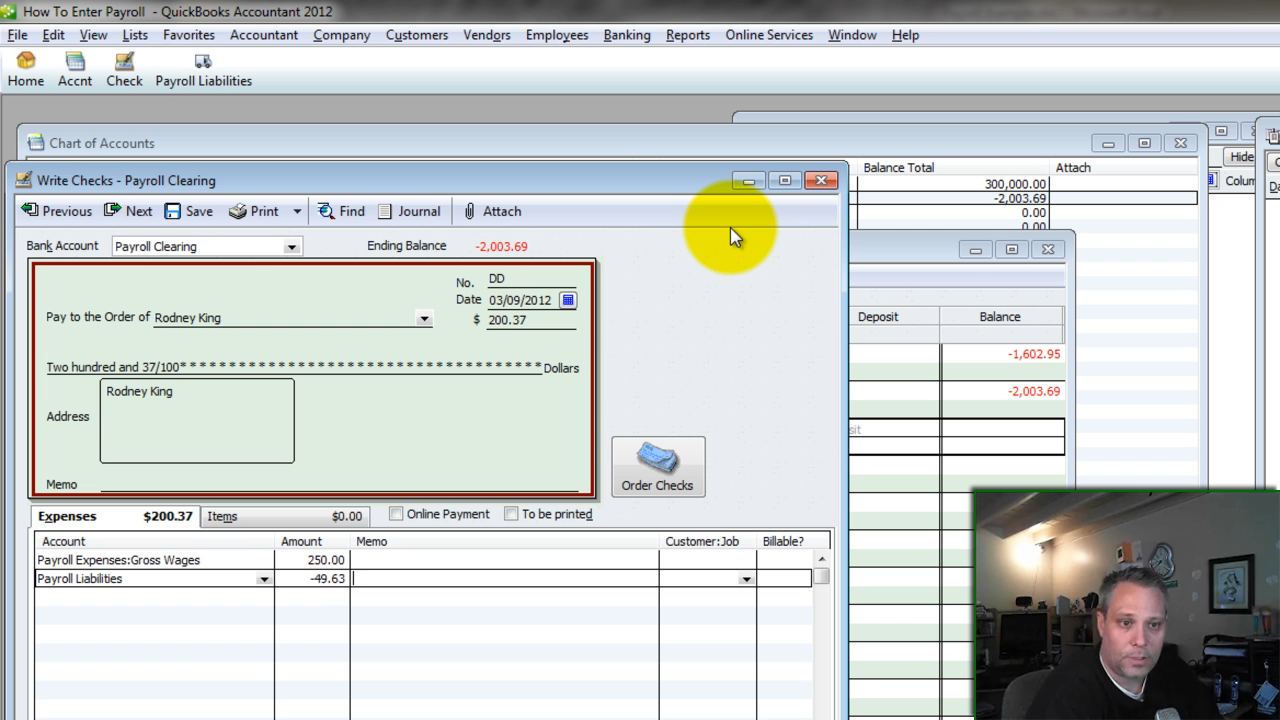 How To Enter Payroll - QuickBooks Accountant 2012
File Edit View Lists Favorites Accountant Company Customers Vendors Employees Banking Reports Online Services Window Help
Home Accnt Check Payroll Liabilities
Chart of Accounts
Hide
Balance Total Attach
Write Checks - Payroll Clearing
300,000.00
-2,003.69
0.00
0.00
Previous Next Save Print Find Journal Attach
Bank Account Payroll Clearing Ending Balance -2,003.69
No. DD
Date 03/09/2012
Pay to the Order of Rodney King $ 200.37
Deposit Balance
-1,602.95
Two hundred and 37/100* * * * * * * * * * * * * * * * * * * * * * * * * * * * * * * * * * Dollars
-2,003.69
Rodney King
Address
Memo
Order Checks
Expenses $200.37 Items $0.00 Online Payment To be printed
Account Amount Memo Customer:Job Billable?
Payroll Expenses:Gross Wages 250.00
Payroll Liabilities -49.63